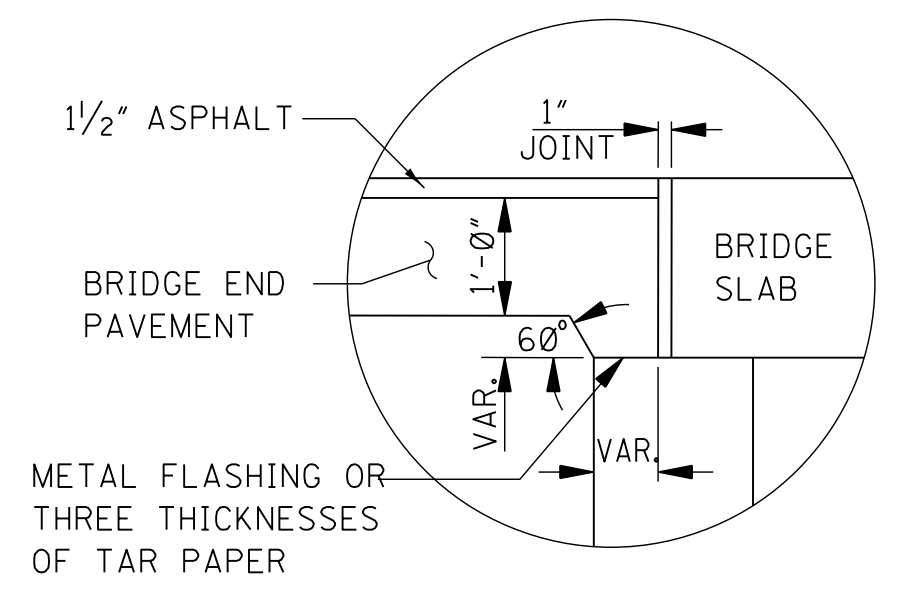 1½" ASPHALT
1"
JOINT
1'-0"
BRIDGE
SLAB
BRIDGE END
PAVEMENT
60°
VAR.
VAR.
METAL FLASHING OR
THREE THICKNESSES
OF TAR PAPER